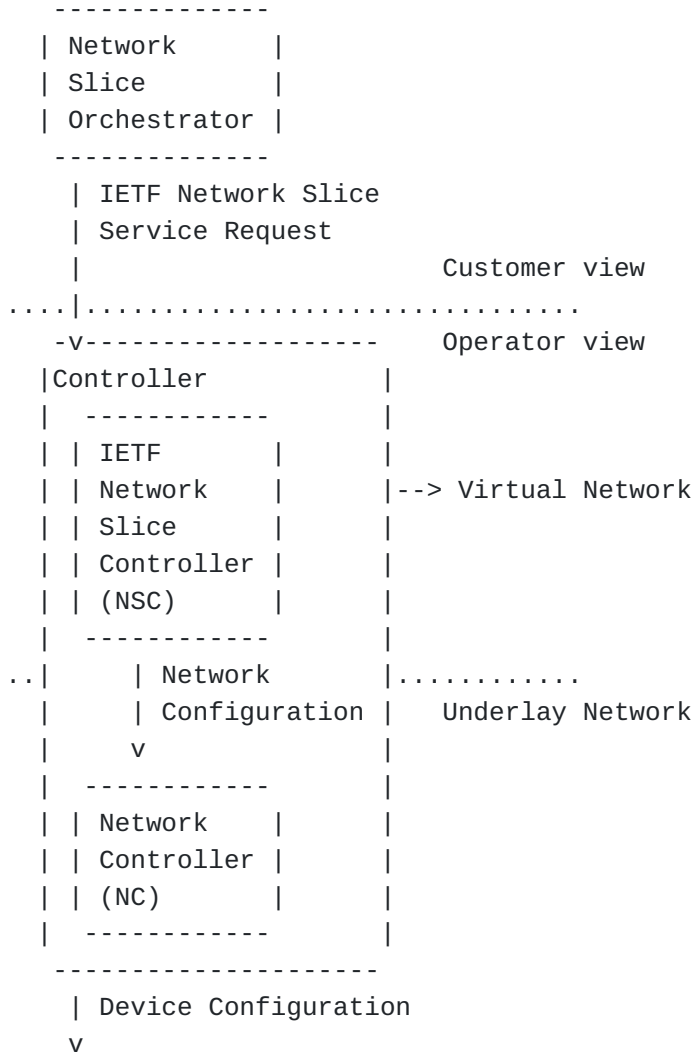 --------------
| Network      |
| Slice        |
| Orchestrator |
 --------------
  | IETF Network Slice
  | Service Request
  |                       Customer view
....|................................
 -v-------------------    Operator view
|Controller           |
|  ------------       |
| | IETF       |      |
| | Network    |      |--> Virtual Network
| | Slice      |      |
| | Controller |      |
| | (NSC)      |      |
|  ------------       |
..|     | Network       |............
|     | Configuration |   Underlay Network
|     v               |
|  ------------       |
| | Network    |      |
| | Controller |      |
| | (NC)       |      |
|  ------------       |
 ---------------------
  | Device Configuration
  v